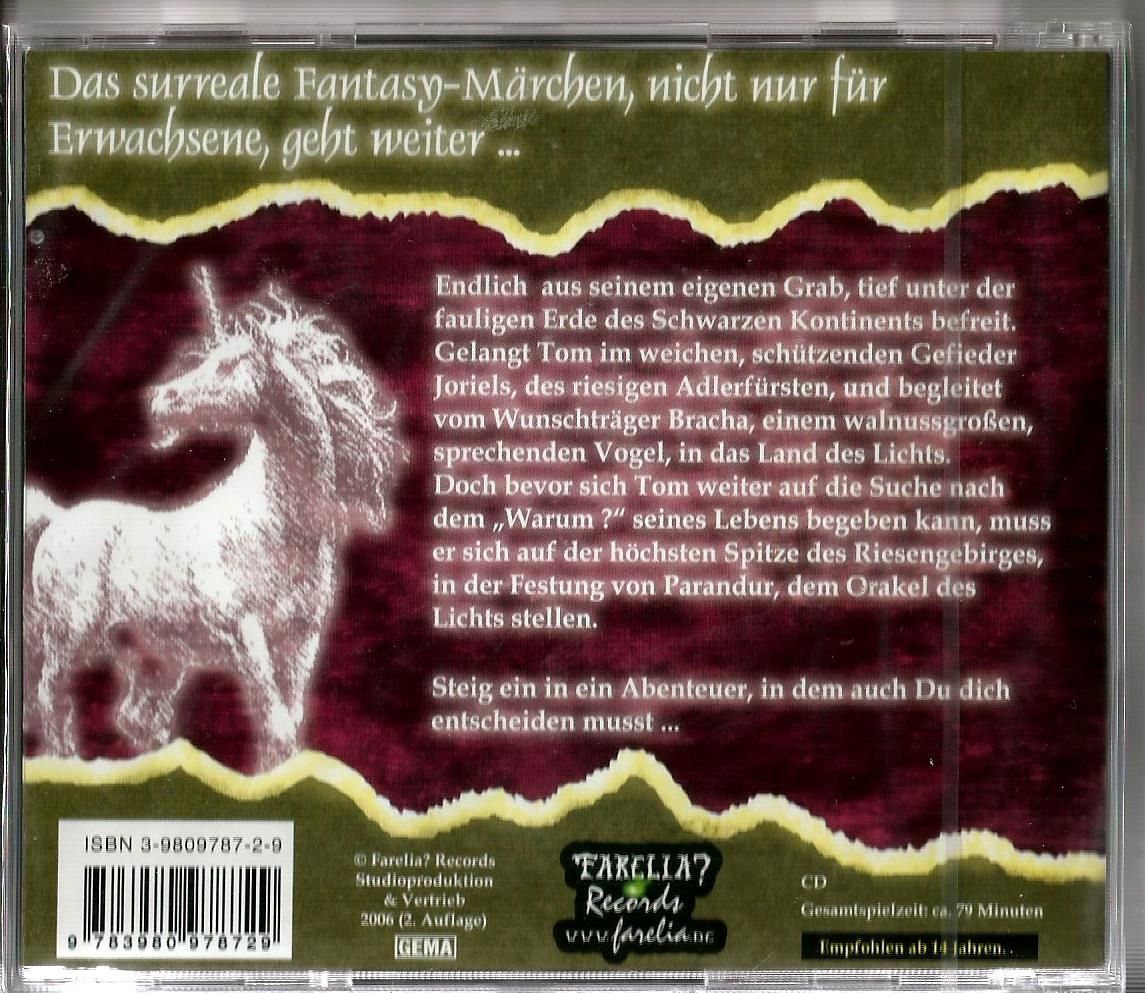 Das surreale Fantasy-Märchen, nicht nur für
Erwachsene, geht weiter ...
Endlich aus seinem eigenen Grab, tief unter der
fauligen Erde des Schwarzen Kontinents befreit.
Gelangt Tom im weichen, schützenden Gefieder
Joriels, des riesigen Adlerfürsten, und begleitet
vom Wunschträger Bracha, einem walnussgroßen,
sprechenden Vogel, in das Land des Lichts.
Doch bevor sich Tom weiter auf die Suche nach
dem „Warum ?“ seines Lebens begeben kann, muss
er sich auf der höchsten Spitze des Riesengebirges,
in der Festung von Parandur, dem Orakel des
Lichts stellen.
Steig ein in ein Abenteuer, in dem auch Du dich
entscheiden musst ...
ISBN 3-9809787-2-9
9 783980 978729
© Farelia? Records
Studioproduktion
& Vertrieb
2006 (2. Auflage)
GEMA
FARELLIA?
Records
www.farelia.DE
CD
Gesamtspielzeit: ca. 79 Minuten
Empfohlen ab 14 Jahren. .